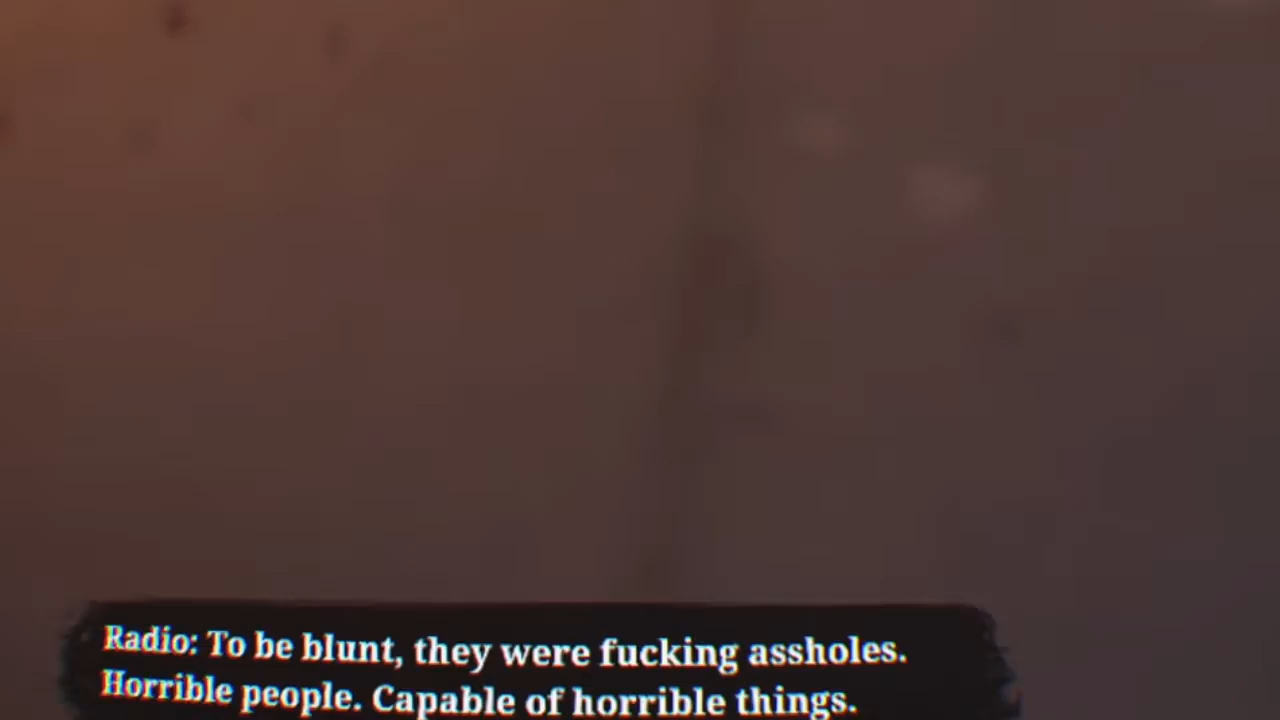 Radio: To be blunt, they were fucking assholes.
Horrible people. Capable of horrible things.